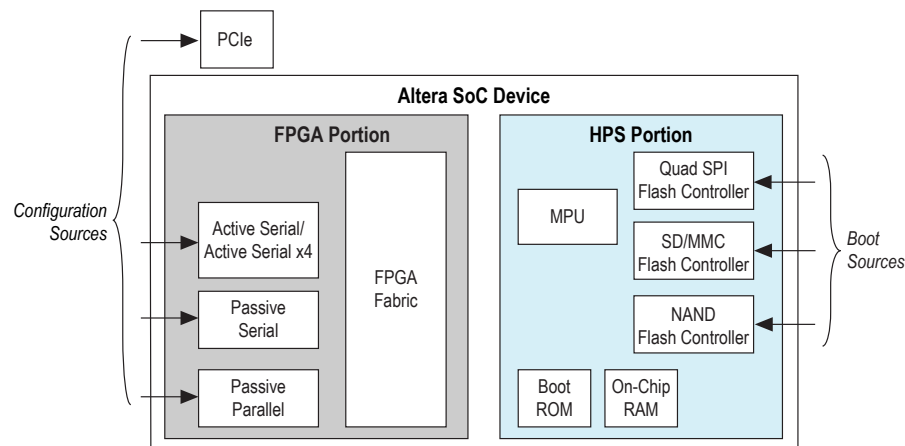 PCIe
Altera SoC Device
FPGA Portion
HPS Portion
Configuration
Sources
Active Serial/
Active Serial x4
Passive
Serial
Passive
Parallel
FPGA
Fabric
MPU
Quad SPI
Flash Controller
SD/MMC
Flash Controller
NAND
Flash Controller
Boot
ROM
On-Chip
RAM
Boot
Sources